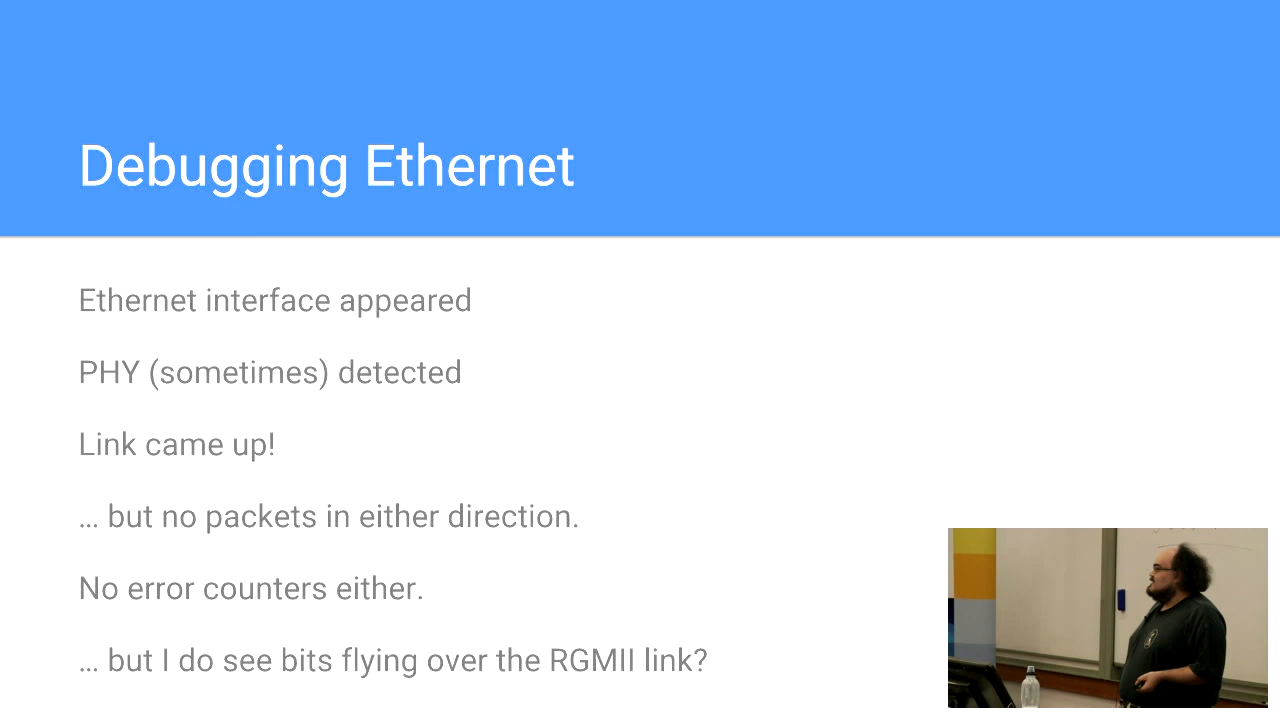 Debugging Ethernet
Ethernet interface appeared
PHY (sometimes) detected
Link came up!
… but no packets in either direction.
No error counters either.
… but I do see bits flying over the RGMII link?